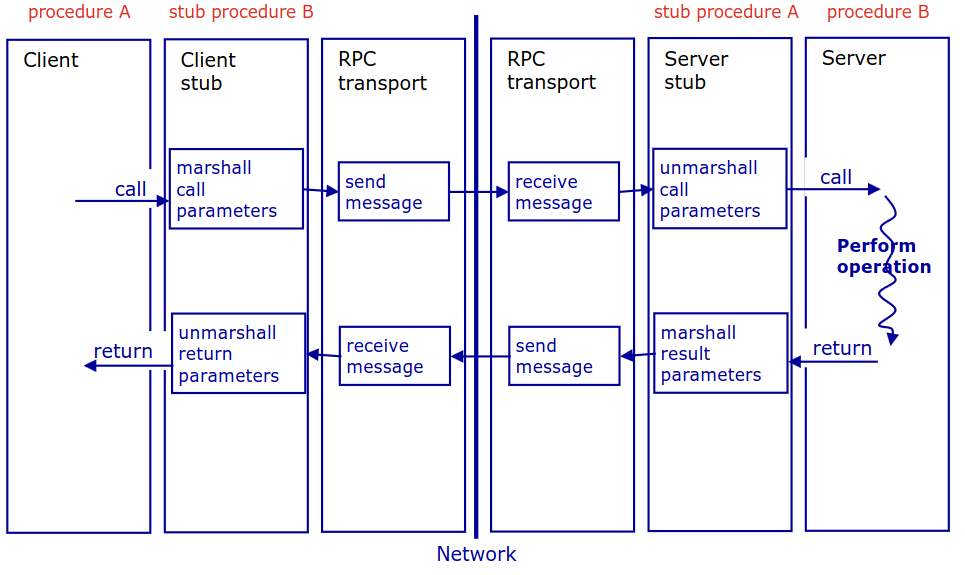 procedure A
stub procedure B
stub procedure A
procedure B
Client
Client
stub
RPC
transport
RPC
transport
Server
stub
Server
call
marshall
call
parameters
send
message
receive
message
unmarshall
call
parameters
call
Perform
operation
return
unmarshall
return
parameters
receive
message
send
message
marshall
result
parameters
return
Network